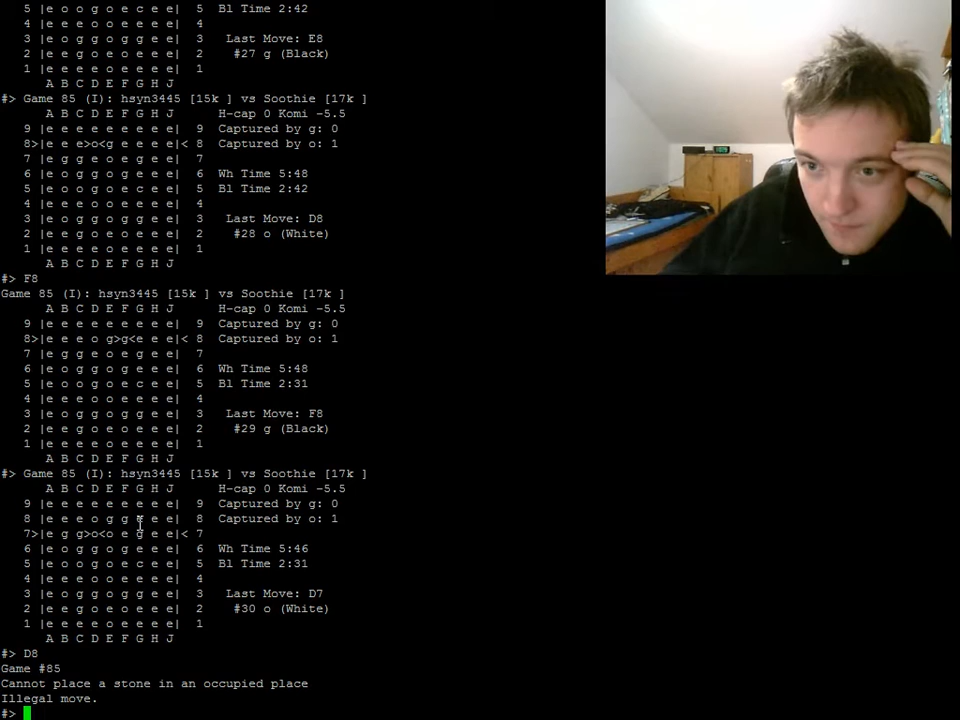 5 |e o o g o e c e e| 5 Bl Time 2:42
4 |e e e e o e e e e| 4
3 |e o g g o g g e e| 3 Last Move: E8
2 |e e g o e o e e e| 2 #27 g (Black)
1 |e e e e e e e e e| 1
A B C D E F G H J
#> Game 85 (I): hsyn3445 [15k ] vs Soothie [17k ]
A B C D E F G H J H-cap 0 Komi -5.5
9 |e e e e e e e e e| 9 Captured by g: 0
8>|e e e>o<g e e e e|< 8 Captured by o: 1
7 |e g g e o e g e e| 7
6 |e o g g o g e e e| 6 Wh Time 5:48
5 |e o o g o e c e e| 5 Bl Time 2:42
4 |e e e e o e e e e| 4
3 |e o g g o g g e e| 3 Last Move: D8
2 |e e g o e o e e e| 2 #28 o (White)
1 |e e e e e e e e e| 1
A B C D E F G H J
#> F8
Game 85 (I): hsyn3445 [15k ] vs Soothie [17k ]
A B C D E F G H J H-cap 0 Komi -5.5
9 |e e e e e e e e e| 9 Captured by g: 0
8>|e e e o g>g<e e e|< 8 Captured by o: 1
7 |e g g e o e g e e| 7
6 |e o g g o g e e e| 6 Wh Time 5:48
5 |e o o g o e c e e| 5 Bl Time 2:31
4 |e e e e o e e e e| 4
3 |e o g g o g g e e| 3 Last Move: F8
2 |e e g o e o e e e| 2 #29 g (Black)
1 |e e e e e e e e e| 1
A B C D E F G H J
#> Game 85 (I): hsyn3445 [15k ] vs Soothie [17k ]
A B C D E F G H J H-cap 0 Komi -5.5
9 |e e e e e e e e e| 9 Captured by g: 0
8 |e e e o g g e e e| 8 Captured by o: 1
7>|e g g>o<o e g e e|< 7
6 |e o g g o g e e e| 6 Wh Time 5:46
5 |e o o g o e c e e| 5 Bl Time 2:31
4 |e e e e o o e e e| 4
3 |e o g g o g g e e| 3 Last Move: D7
2 |e e g o e o e e e| 2 #30 o (White)
1 |e e e e e e e e e| 1
A B C D E F G H J
#> D8
Game #85
Cannot place a stone in an occupied place
Illegal move.
#>